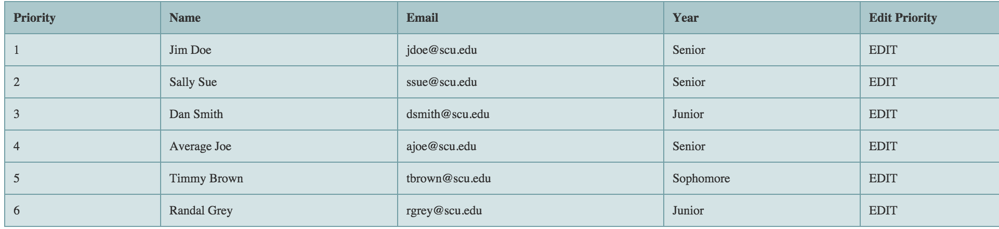 Priority Name Email Year Edit Priority
1 Jim Doe jdoe@scu.edu Senior EDIT
2 Sally Sue ssue@scu.edu Senior EDIT
3 Dan Smith dsmith@scu.edu Junior EDIT
4 Average Joe ajoe@scu.edu Senior EDIT
5 Timmy Brown tbrown@scu.edu Sophomore EDIT
6 Randal Grey rgrey@scu.edu Junior EDIT